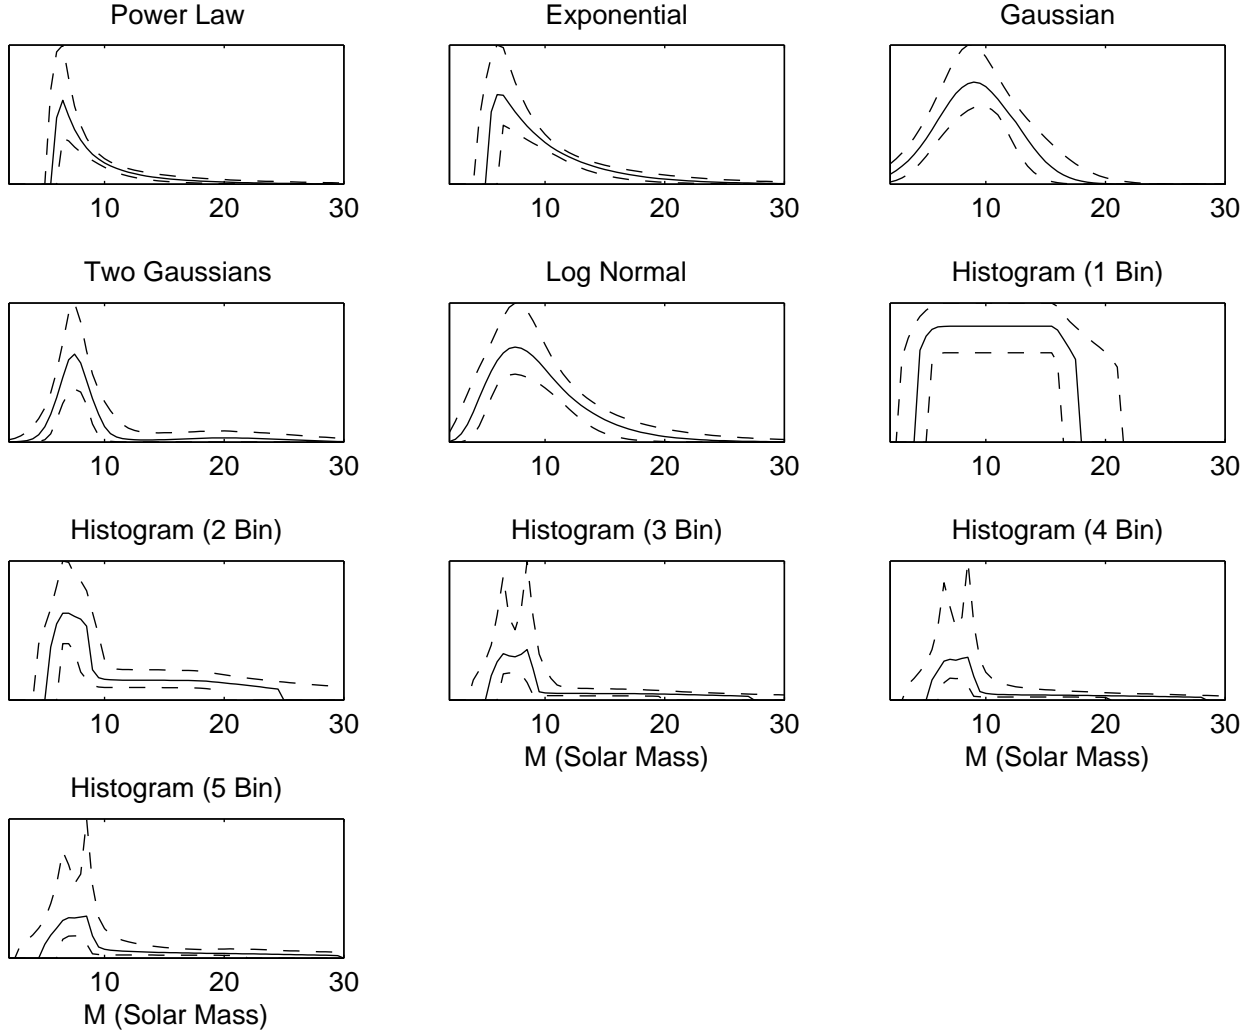 Power Law
Exponential
Gaussian
10 20 30
10 20 30
10 20 30
Two Gaussians
Log Normal
Histogram (1 Bin)
10 20 30
10 20 30
10 20 30
Histogram (2 Bin)
Histogram (3 Bin)
Histogram (4 Bin)
10 20 30
10 20 30
10 20 30
M (Solar Mass)
M (Solar Mass)
Histogram (5 Bin)
10 20 30
M (Solar Mass)